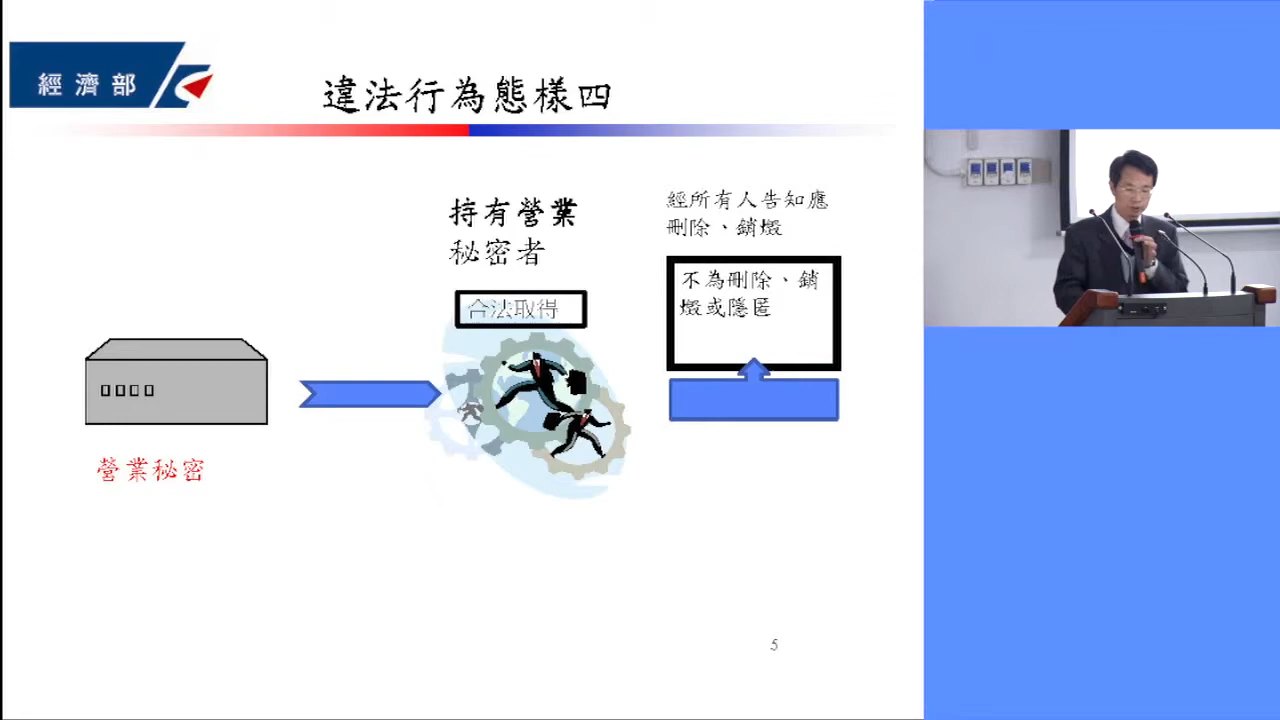 經濟部
違法行為態樣四
持有營業
秘密者
合法取得
經所有人告知應
刪除、銷燬
不為刪除、銷
燬或隱匿
營業秘密
5